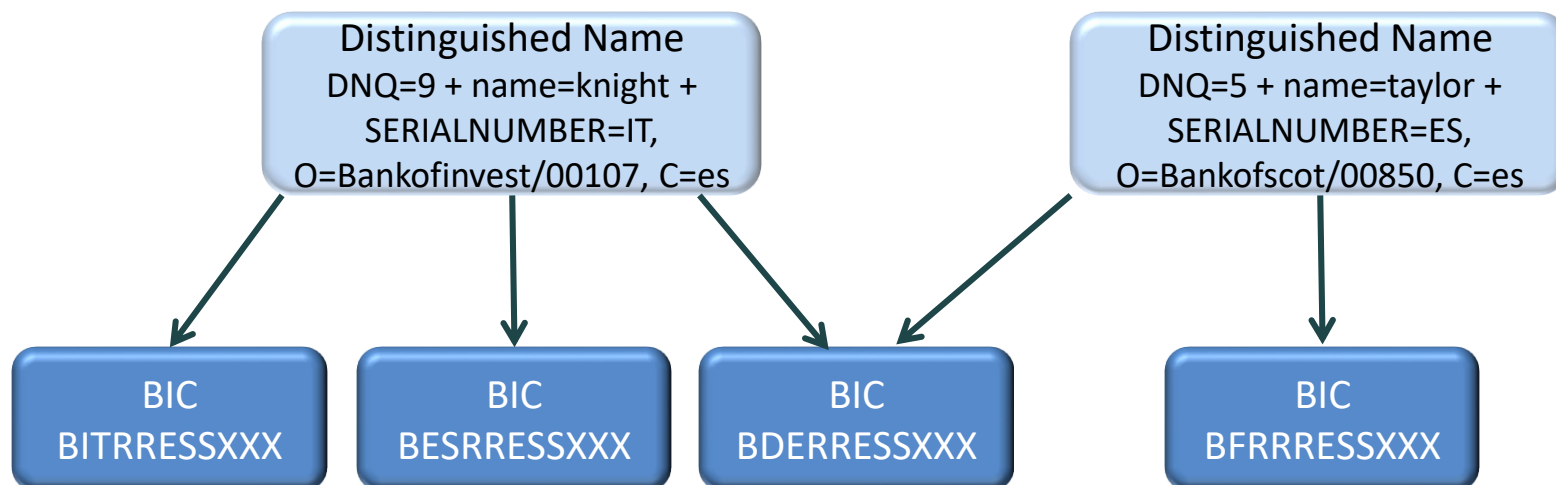 Distinguished Name
DNQ=9 + name=knight +
SERIALNUMBER=IT,
O=Bankofinvest/00107, C=es
Distinguished Name
DNQ=5 + name=taylor +
SERIALNUMBER=ES,
O=Bankofscot/00850, C=es
BIC
BITRRESSXXX
BIC
BESRRESSXXX
BIC
BDERRESSXXX
BIC
BFRRRESSXXX